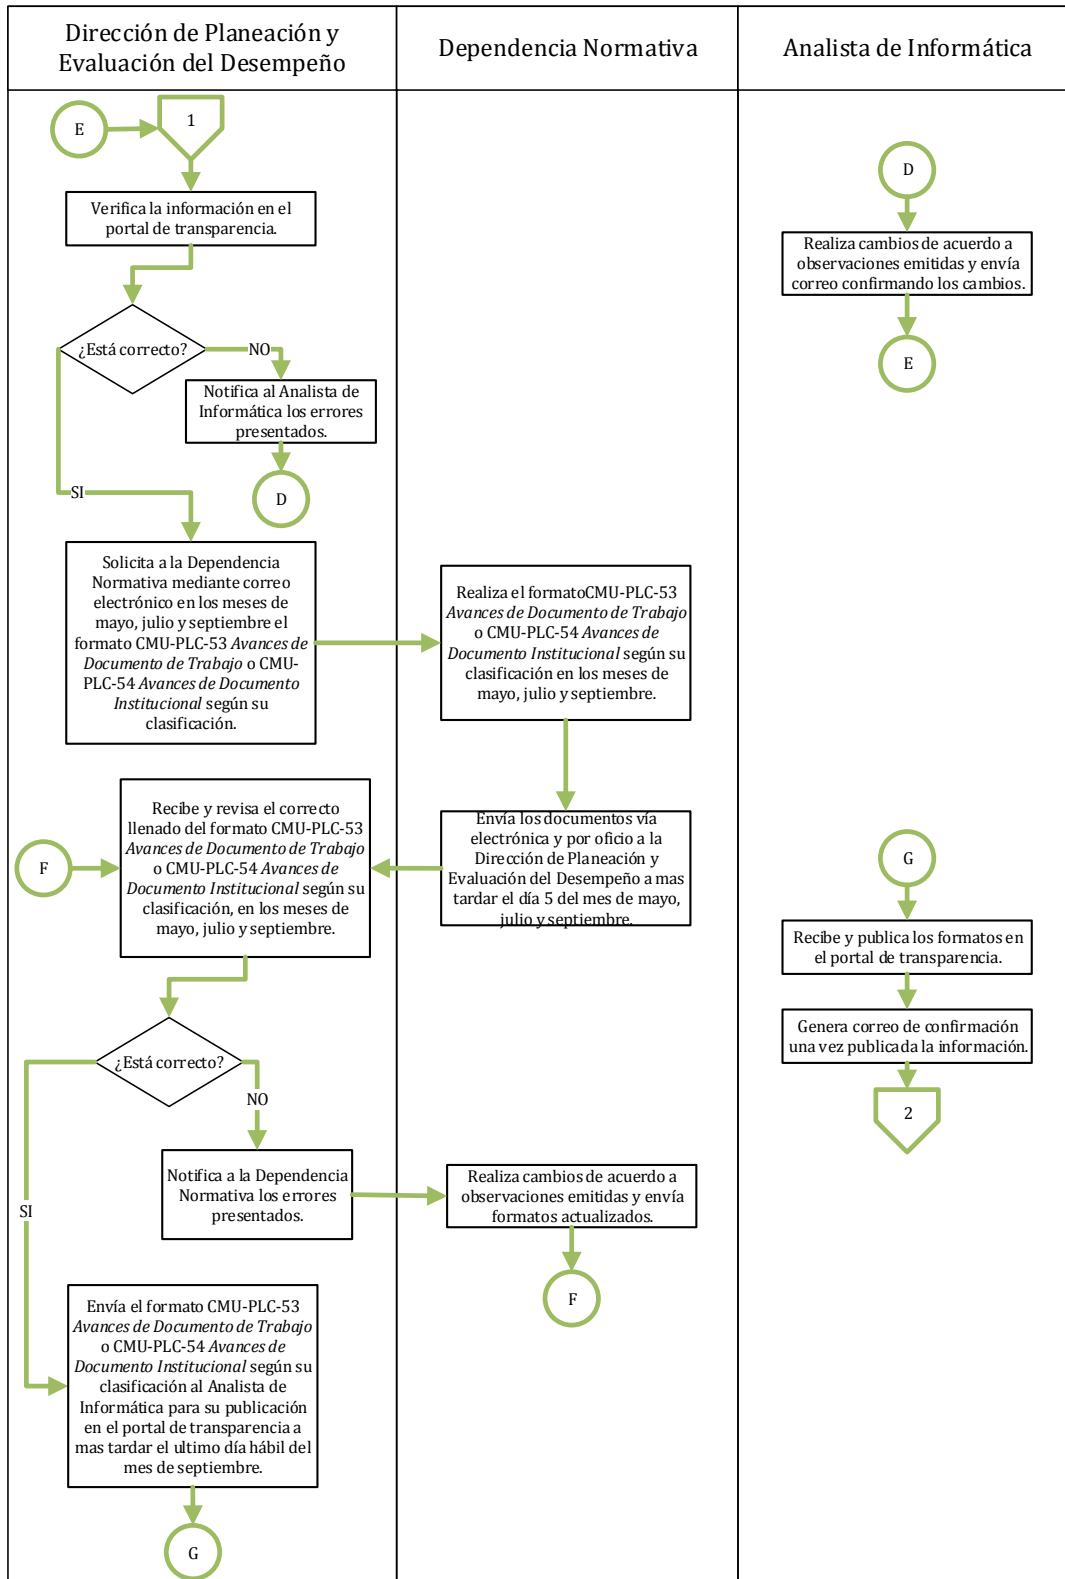 Dirección de Planeación y
Evaluación del Desempeño
Dependencia Normativa
Analista de Informática
E
1
Verifica la información en el
portal de transparencia.
¿Está correcto?
NO
Notifica al Analista de
Informática los errores
presentados.
D
SI
Solicita a la Dependencia
Normativa mediante correo
electrónico en los meses de
mayo, julio y septiembre el
formato CMU-PLC-53 Avances de
Documento de Trabajo o CMU-
PLC-54 Avances de Documento
Institucional según su
clasificación.
Recibe y revisa el correcto
llenado del formato CMU-PLC-53
Avances de Documento de Trabajo
o CMU-PLC-54 Avances de
Documento Institucional según su
clasificación, en los meses de
mayo, julio y septiembre.
F
¿Está correcto?
NO
SI
Notifica a la Dependencia
Normativa los errores
presentados.
Envía el formato CMU-PLC-53
Avances de Documento de Trabajo
o CMU-PLC-54 Avances de
Documento Institucional según su
clasificación al Analista de
Informática para su publicación
en el portal de transparencia a
mas tardar el ultimo día hábil del
mes de septiembre.
G
Realiza el formatoCMU-PLC-53
Avances de Documento de Trabajo
o CMU-PLC-54 Avances de
Documento Institucional según su
clasificación en los meses de
mayo, julio y septiembre.
Envía los documentos vía
electrónica y por oficio a la
Dirección de Planeación y
Evaluación del Desempeño a mas
tardar el día 5 del mes de mayo,
julio y septiembre.
Realiza cambios de acuerdo a
observaciones emitidas y envía
formatos actualizados.
F
D
Realiza cambios de acuerdo a
observaciones emitidas y envía
correo confirmando los cambios.
E
G
Recibe y publica los formatos en
el portal de transparencia.
Genera correo de confirmación
una vez publicada la información.
2